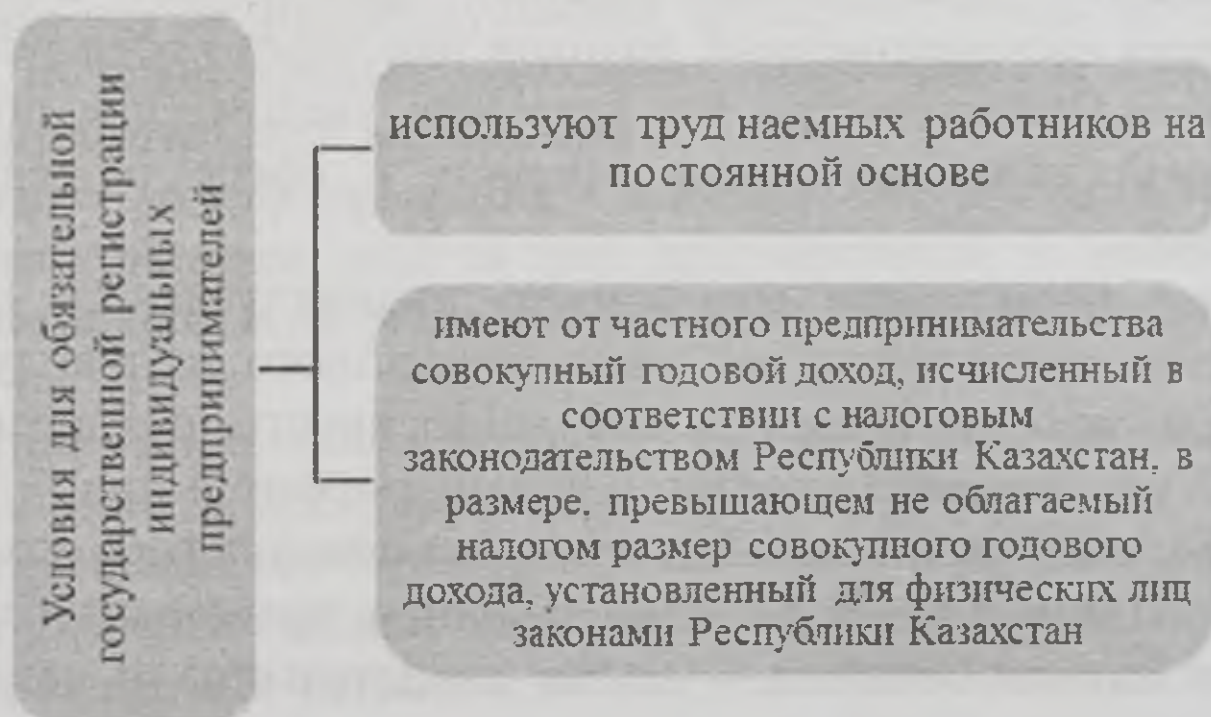 Условия для обязательной
государственной регистрации
индивидуальных
предпринимателей
используют труд наемных работников на
постоянной основе
имеют от частного предпринимательства
совокупный годовой доход, исчисленный в
соответствии с налоговым
законодательством Республики Казахстан, в
размере, превышающем не облагаемый
налогом размер совокупного годового
дохода, установленный для физических лиц
законами Республики Казахстан